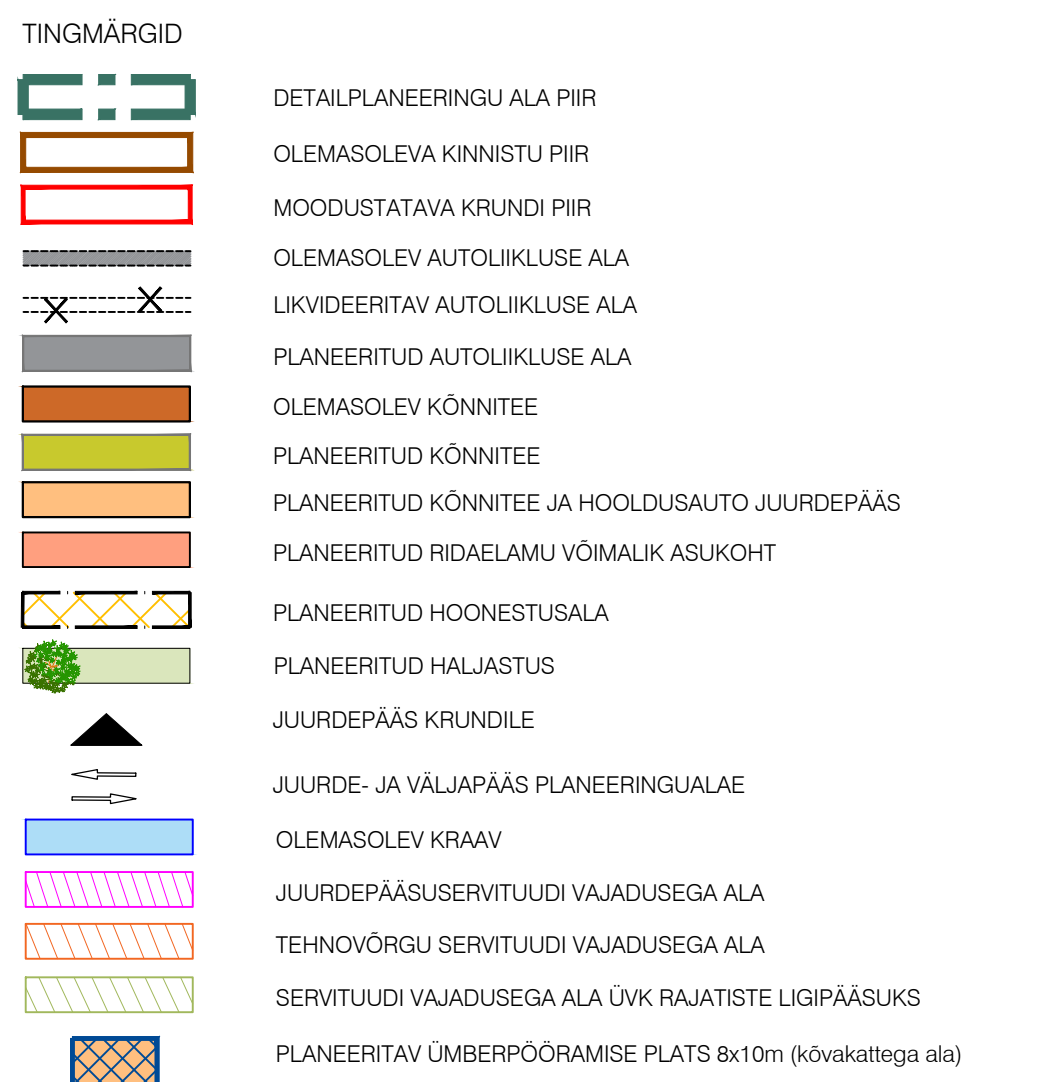 TINGMÄRGID
DETAILPLANEERINGU ALA PIIR
OLEMASOLEVA KINNISTU PIIR
MOODUSTATAVA KRUNDI PIIR
OLEMASOLEV AUTOLIIKLUSE ALA
LIKVIDEERITAV AUTOLIIKLUSE ALA
PLANEERITUD AUTOLIIKLUSE ALA
OLEMASOLEV KÕNNITEE
PLANEERITUD KÕNNITEE
PLANEERITUD KÕNNITEE JA HOOLDUSAUTO JUURDEPÄÄS
PLANEERITUD RIDAELAMU VÕIMALIK ASUKOHT
PLANEERITUD HOONESTUSALA
PLANEERITUD HALJASTUS
JUURDEPÄÄS KRUNDILE
JUURDE- JA VÄLJAPÄÄS PLANEERINGUALAE
OLEMASOLEV KRAAV
JUURDEPÄÄSUSERVITUUDI VAJADUSEGA ALA
TEHNOVÕRGU SERVITUUDI VAJADUSEGA ALA
SERVITUUDI VAJADUSEGA ALA ÜVK RAJATISTE LIGIPÄÄSUKS
PLANEERITAV ÜMBERPÖÖRAMISE PLATS 8x10m (kõvakattega ala)